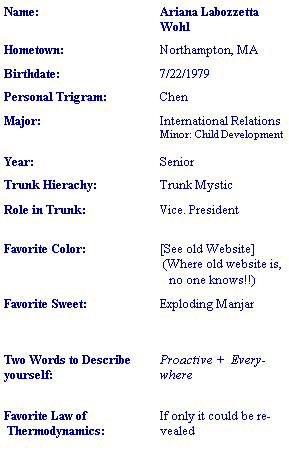 Name: Ariana Labozzetta
Wohl
Hometown: Northampton, MA
Birthdate: 7/22/1979
Personal Trigram: Chen
Major: International Relations
Minor: Child Development
Year: Senior
Trunk Hierachy: Trunk Mystic
Role in Trunk: Vice. President
Favorite Color: [See old Website]
(Where old website is,
no one knows!!)
Favorite Sweet: Exploding Manjar
Two Words to Describe Proactive + Every-
yourself: where
Favorite Law of If only it could be re-
Thermodynamics: vealed